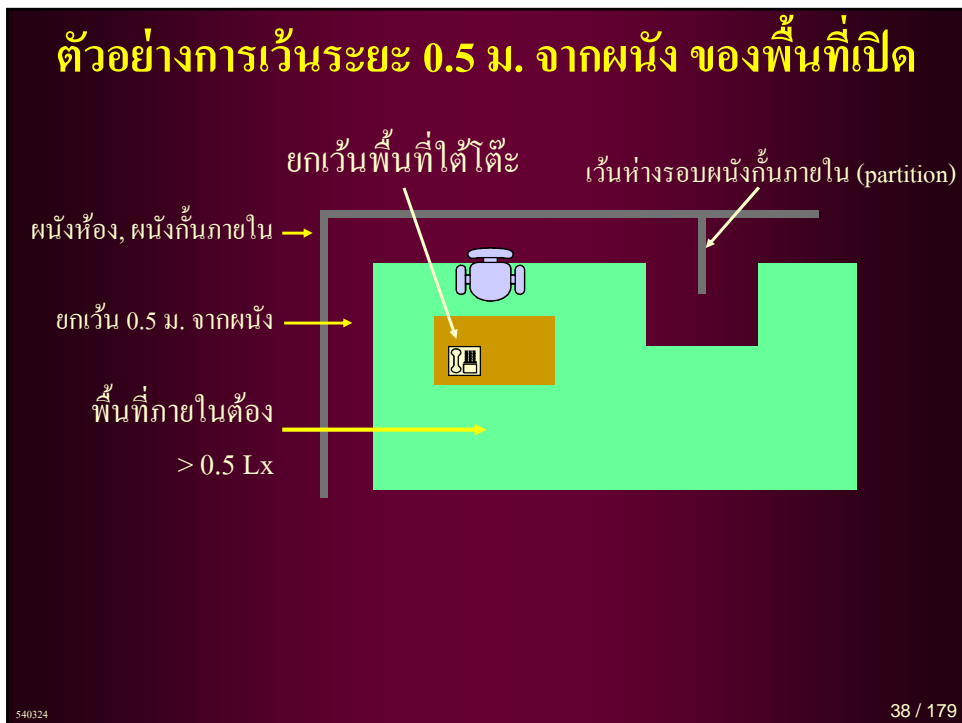 ตัวอย่างการเว้นระยะ 0.5 ม. จากผนัง ของพื้นที่เปิด
ยกเว้นพื้นที่ใต้โต๊ะ
เว้นห่างรอบผนังกั้นภายใน (partition)
ผนังห้อง, ผนังกั้นภายใน
ยกเว้น 0.5 ม. จากผนัง
พื้นที่ภายในต้อง
> 0.5 Lx
540324
38 / 179